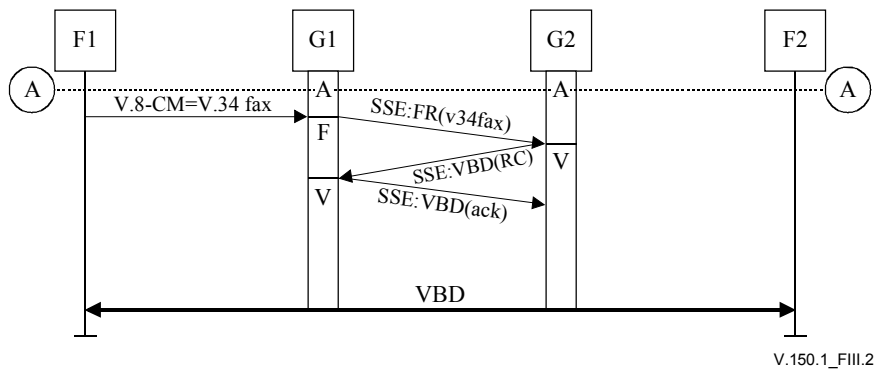 F1 G1 G2 F2
A A A A
V.8-CM=V.34 fax
SSE:FR(v34fax)
F
V
SSE:VBD(RC)
V
SSE:VBD(ack)
VBD
V.150.1_FIII.2